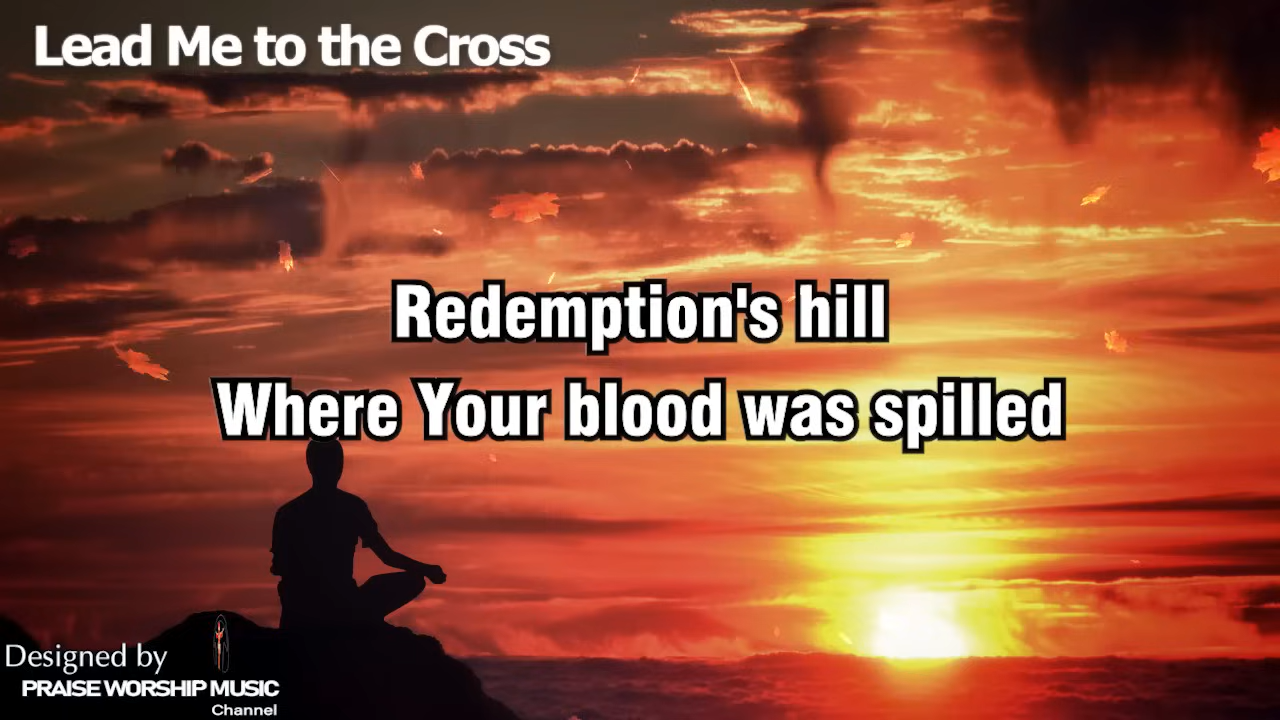 Lead Me to the Cross
Redemption's hill
Where Your blood was spilled
Designed by
PRAISE WORSHIP MUSIC
Channel